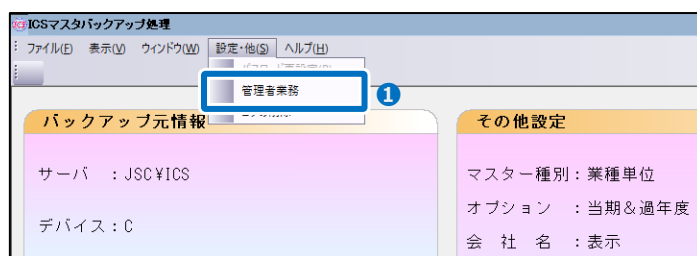 ICSマスタバックアップ処理
ファイル(F) 表示(V) ウィンドウ(W) 設定・他(S) ヘルプ(H)
管理者業務
1
バックアップ元情報
その他設定
サーバ :JSC¥ICS
マスター種別:業種単位
オプション :当期&過年度
デバイス:C
会 社 名 :表示